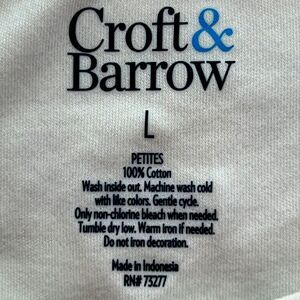 Croft&
Barrow
L
PETITES
100% Cotton
Wash inside out. Machine wash cold
with like colors. Gentle cycle.
Only non-chlorine bleach when needed.
Tumble dry low. Warm iron if needed.
Do not iron decoration.
Made in Indonesia
RN# 73277